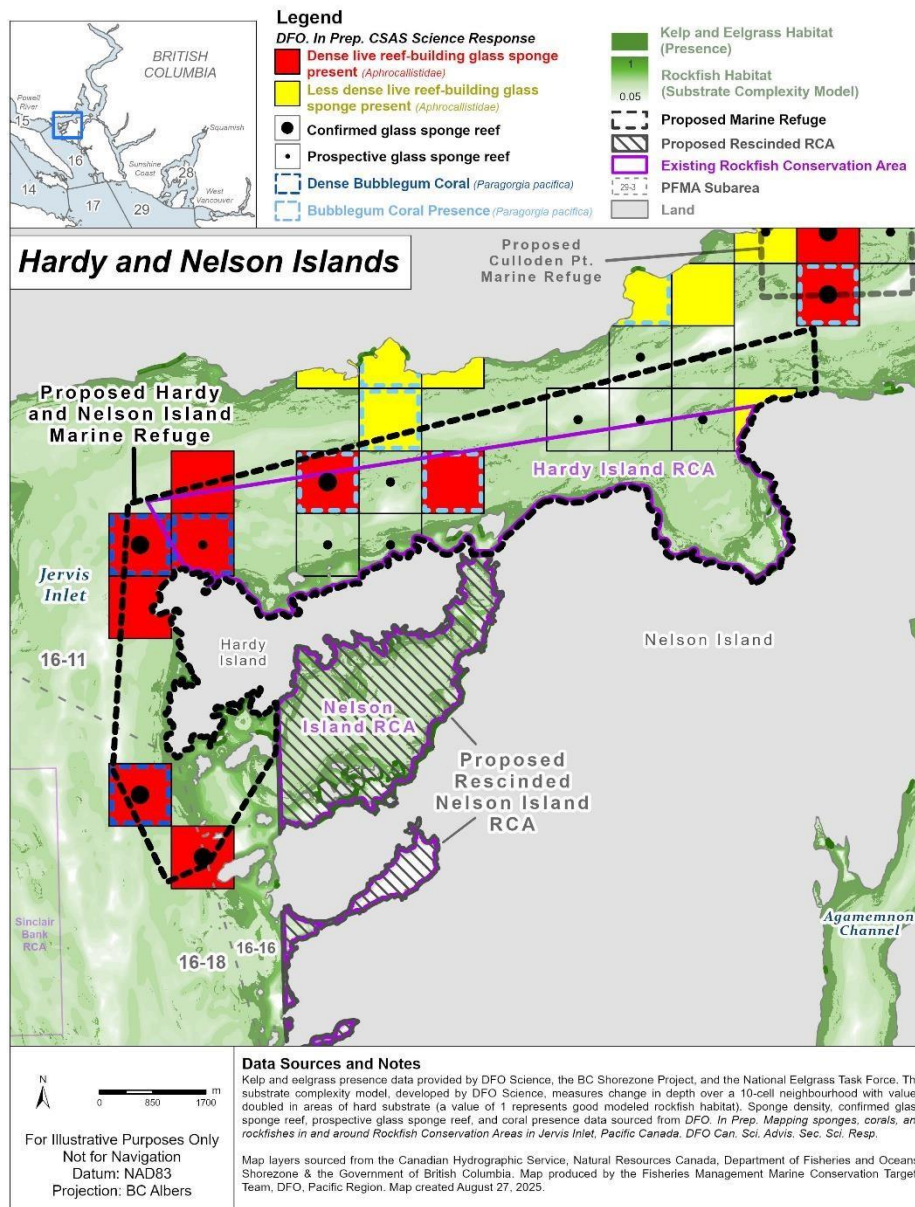 BRITISH
COLUMBIA
Powell
River
15
16
Squamish
Sunshine
Coast
28
West
Vancouver
14
17
29
Legend
DFO. In Prep. CSAS Science Response
Dense live reef-building glass sponge
present (Aphrocallistidae)
Less dense live reef-building glass
sponge present (Aphrocallistidae)
Confirmed glass sponge reef
Prospective glass sponge reef
Dense Bubblegum Coral (Paragorgia pacifica)
Bubblegum Coral Presence (Paragorgia pacifica)
Kelp and Eelgrass Habitat
(Presence)
1
0.05
Rockfish Habitat
(Substrate Complexity Model)
Proposed Marine Refuge
Proposed Rescinded RCA
Existing Rockfish Conservation Area
29-3
PFMA Subarea
Land
Hardy and Nelson Islands
Proposed
Culloden Pt.
Marine Refuge
Proposed Hardy
and Nelson Island
Marine Refuge
Hardy Island RCA
Jervis
Inlet
16-11
Hardy
Island
Nelson Island
Nelson
Island RCA
Proposed
Rescinded
Nelson Island
RCA
Sinclair
Bank
RCA
16-18
16-16
Agamemnon
Channel
N
m
0 850 1700
For Illustrative Purposes Only
Not for Navigation
Datum: NAD83
Projection: BC Albers
Data Sources and Notes
Kelp and eelgrass presence data provided by DFO Science, the BC Shorezone Project, and the National Eelgrass Task Force. Th
substrate complexity model, developed by DFO Science, measures change in depth over a 10-cell neighbourhood with value
doubled in areas of hard substrate (a value of 1 represents good modeled rockfish habitat). Sponge density, confirmed glas
sponge reef, prospective glass sponge reef, and coral presence data sourced from DFO. In Prep. Mapping sponges, corals, an
rockfishes in and around Rockfish Conservation Areas in Jervis Inlet, Pacific Canada. DFO Can. Sci. Advis. Sec. Sci. Resp.
Map layers sourced from the Canadian Hydrographic Service, Natural Resources Canada, Department of Fisheries and Ocean
Shorezone & the Government of British Columbia. Map produced by the Fisheries Management Marine Conservation Target
Team, DFO, Pacific Region. Map created August 27, 2025.